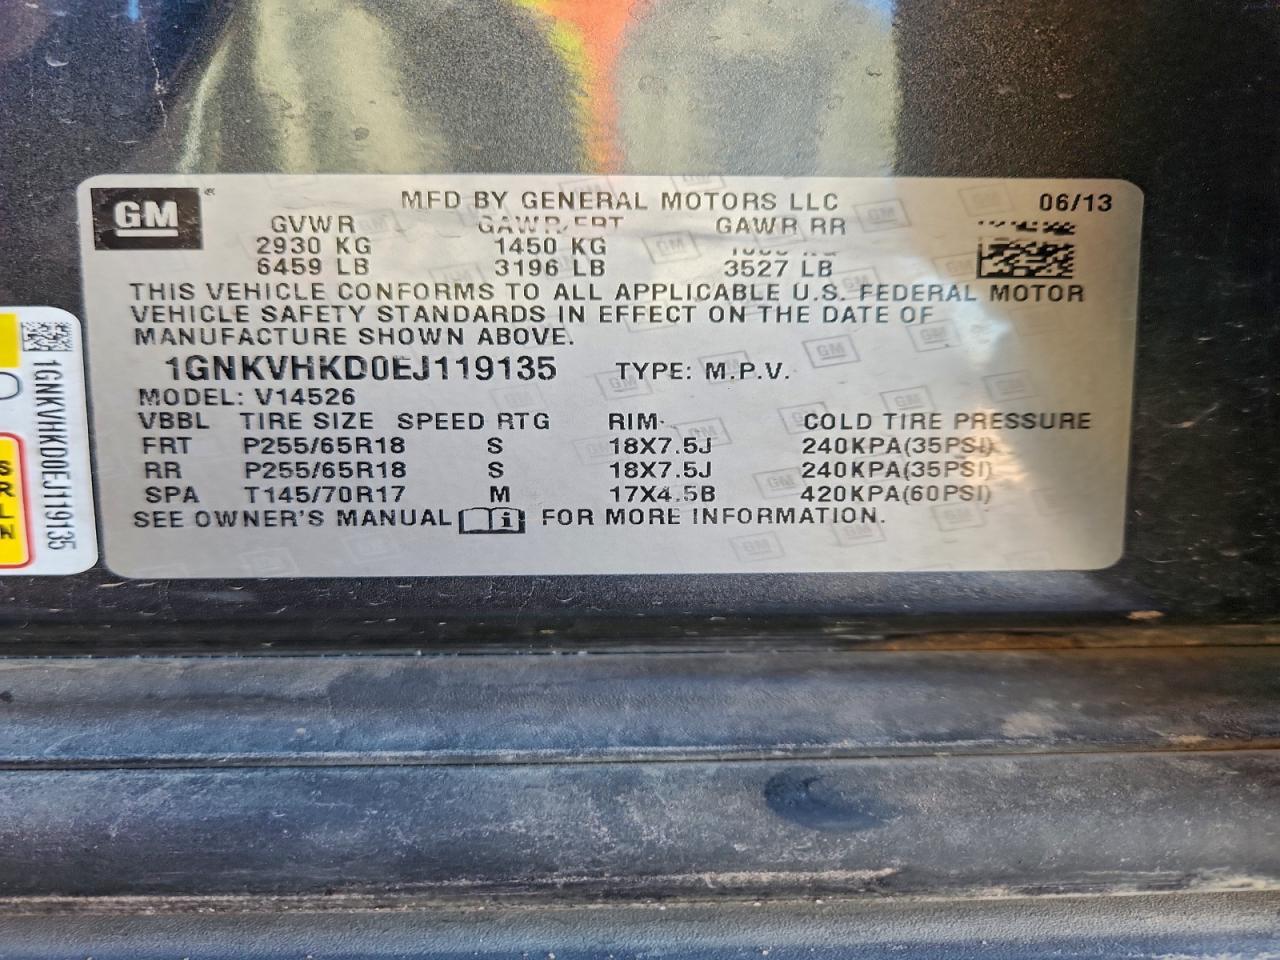 GM MFD BY GENERAL MOTORS LLC 06/13
GVWR GAWR FRT GAWR RR
2930 KG 1450 KG
6459 LB 3196 LB 3527 LB
THIS VEHICLE CONFORMS TO ALL APPLICABLE U.S. FEDERAL MOTOR
VEHICLE SAFETY STANDARDS IN EFFECT ON THE DATE OF
MANUFACTURE SHOWN ABOVE.
1GNKVHKD0EJ119135 TYPE: M.P.V.
MODEL: V14526
VBBL TIRE SIZE SPEED RTG RIM COLD TIRE PRESSURE
FRT P255/65R18 S 18X7.5J 240KPA(35PSI)
RR P255/65R18 S 18X7.5J 240KPA(35PSI)
SPA T145/70R17 M 17X4.5B 420KPA(60PSI)
SEE OWNER'S MANUAL i FOR MORE INFORMATION.
1GNKVHKD0EJ119135
S
R
L
N